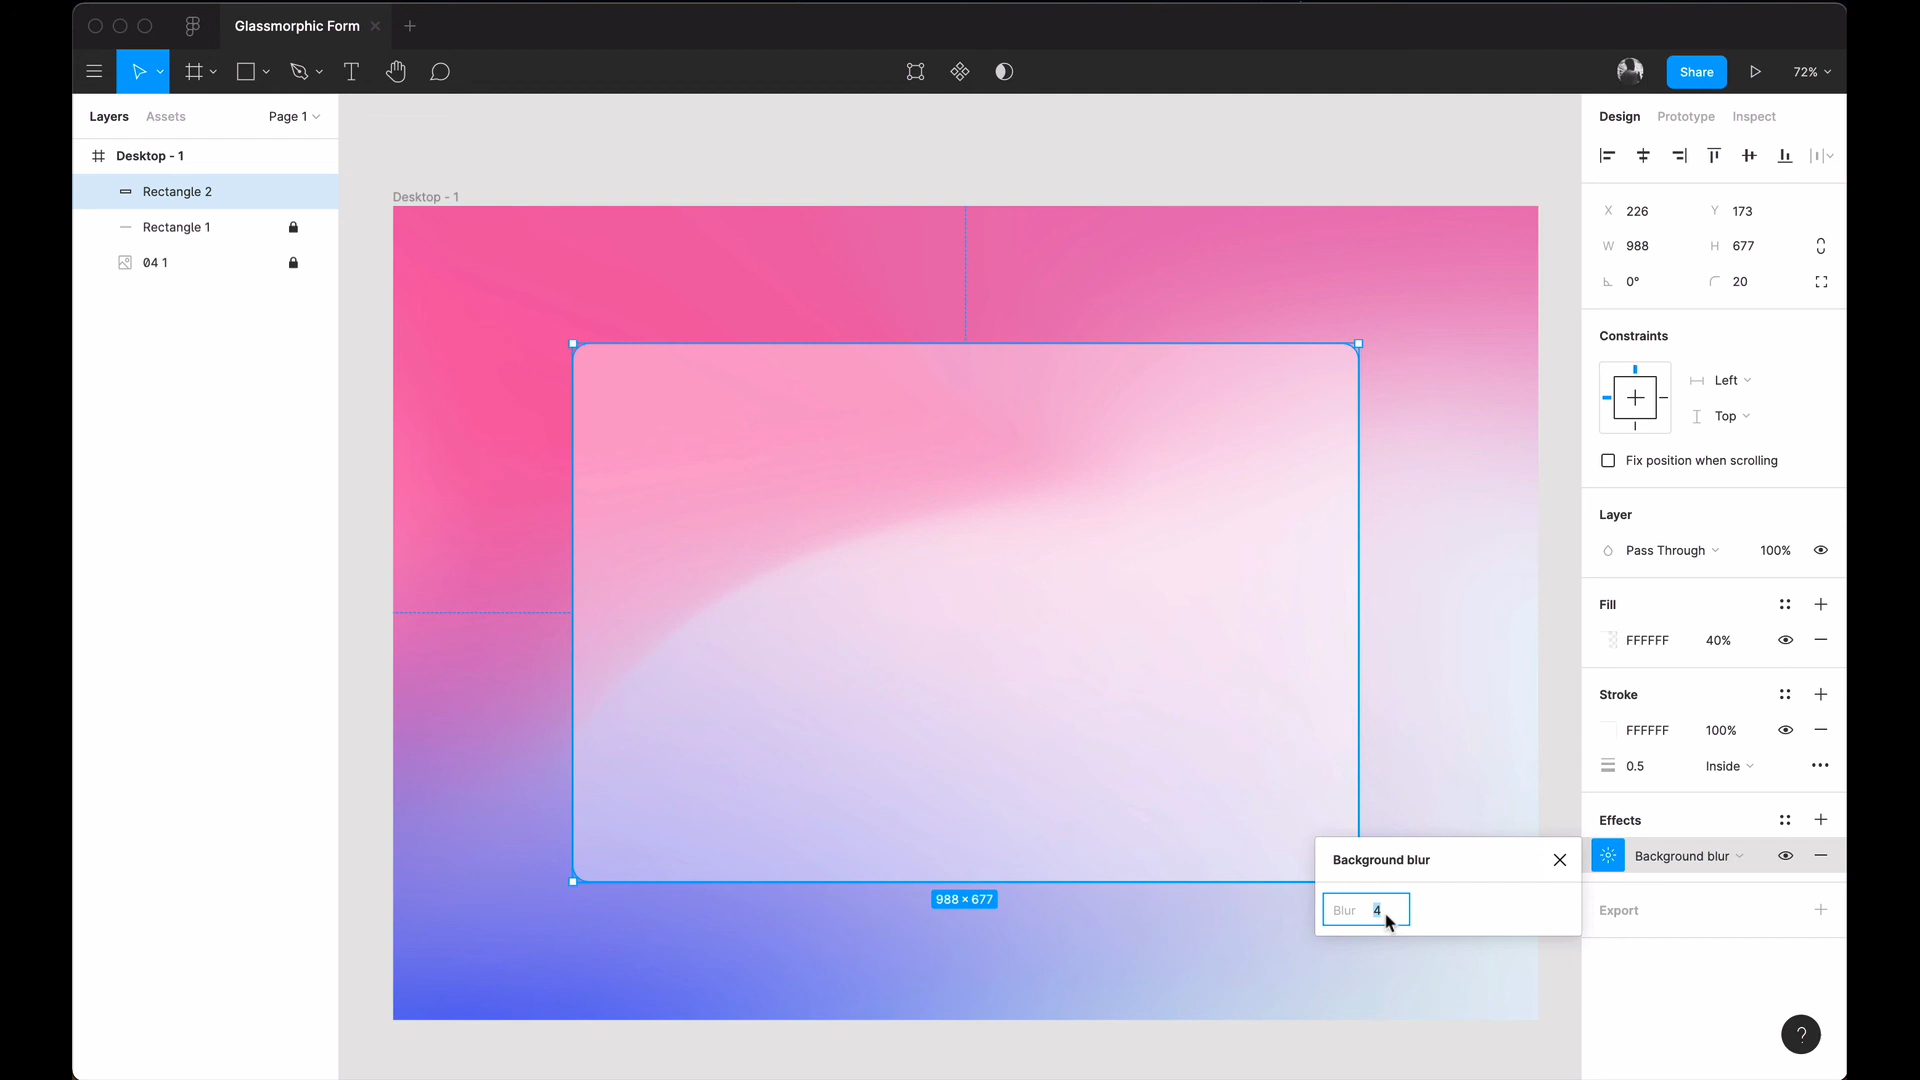 Glassmorphic Form
Share
72%
Layers
Assets
Page 1
Desktop - 1
Rectangle 2
Rectangle 1
04 1
Desktop - 1
988 × 677
Design
Prototype
Inspect
X 226
Y 173
W 988
H 677
0°
20
Constraints
Left
Top
Fix position when scrolling
Layer
Pass Through
100%
Fill
FFFFFF
40%
Stroke
FFFFFF
100%
0.5
Inside
Effects
Background blur
Background blur
Blur 4
Export
?